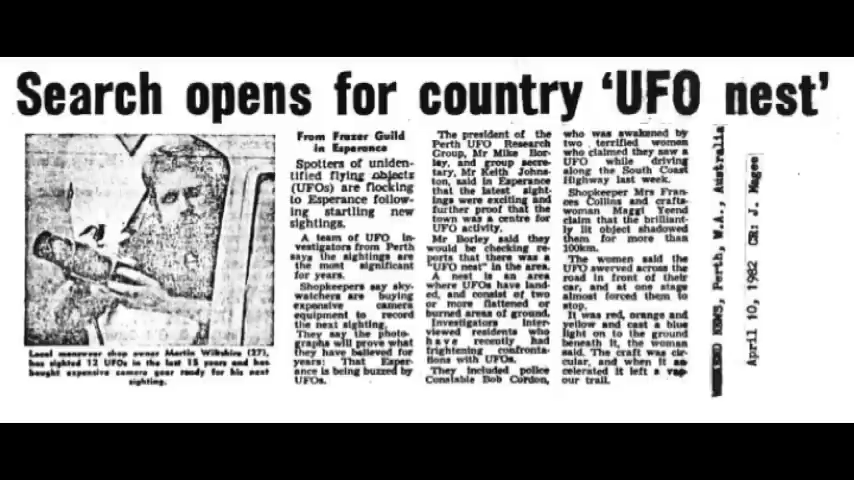 Search opens for country 'UFO nest'
From Frazer Guild
in Esperance
Spotters of uniden-
tified flying objects
(UFOs) are flocking
to Esperance follow-
ing startling new
sightings.
A team of UFO in-
vestigators from Perth
says the sightings are
the most significant
for years.
Shopkeepers say sky-
watchers are buying
expensive camera
equipment to record
the next sighting.
They say the photo-
graphs will prove what
they have believed for
years: That Esper-
ance is being buzzed by
UFOs.
The president of the
Perth UFO Research
Group, Mr Mike Bor-
ley, and group secre-
tary, Mr Keith Johns-
ton, said in Esperance
that the latest sight-
ings were exciting and
further proof that the
town was a centre for
UFO activity.
Mr Borley said they
would be checking re-
ports that there was a
"UFO nest" in the area.
A nest is an area
where UFOs have land-
ed, and consist of two
or more flattened or
burned areas of ground.
Investigators inter-
viewed residents who
have recently had
frightening confronta-
tions with UFOs.
They included police
Constable Bob Cordon,
who was awakened by
two terrified women
who claimed they saw a
UFO while driving
along the South Coast
Highway last week.
Shopkeeper Mrs Fran-
ces Collins and crafts-
woman Maggi Yeend
claim that the brilliant-
ly lit object shadowed
them for more than
100km.
The women said the
UFO swerved across the
road in front of their
car, and at one stage
almost forced them to
stop.
It was red, orange and
yellow and cast a blue
light on to the ground
beneath it, the woman
said. The craft was cir-
cular, and when it ac
celerated it left a vap
our trail.
Local menswear shop owner Martin Wilkshire (27),
has sighted 12 UFOs in the last 15 years and has
bought expensive camera gear ready for his next
sighting.
NEWS, Perth, W.A., Australia
April 10, 1982 CR: J. Magee